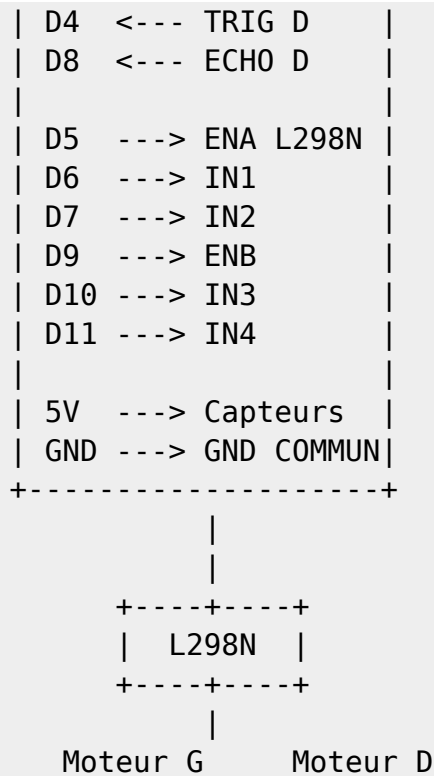 | D4  <--- TRIG D     |
| D8  <--- ECHO D     |
|                     |
| D5  ---> ENA L298N |
| D6  ---> IN1        |
| D7  ---> IN2        |
| D9  ---> ENB        |
| D10 ---> IN3        |
| D11 ---> IN4        |
|                     |
| 5V  ---> Capteurs  |
| GND ---> GND COMMUN|
+--------------------+
           |
           |
      +----+----+
      |  L298N  |
      +----+----+
           |
   Moteur G     Moteur D